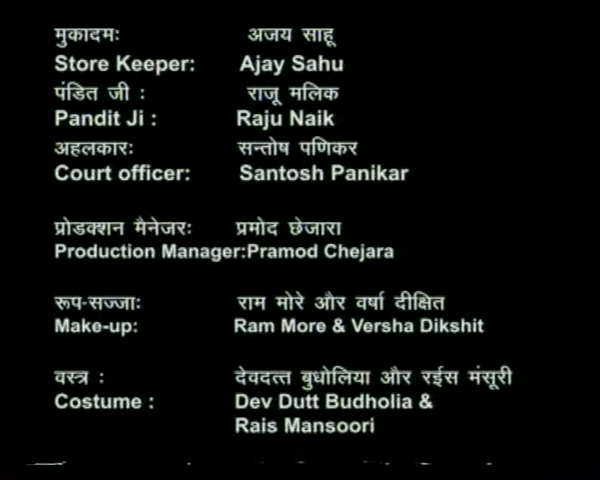 मुकादमः अजय साहू
Store Keeper: Ajay Sahu
पंडित जी : राजू मलिक
Pandit Ji : Raju Naik
अहलकारः सन्तोष पणिकर
Court officer: Santosh Panikar
प्रोडक्शन मैनेजरः प्रमोद छेजारा
Production Manager:Pramod Chejara
रूप-सज्जाः राम मोरे और वर्षा दीक्षित
Make-up: Ram More & Versha Dikshit
वस्त्र : देवदत्त बुधोलिया और रईस मंसूरी
Costume : Dev Dutt Budholia &
Rais Mansoori